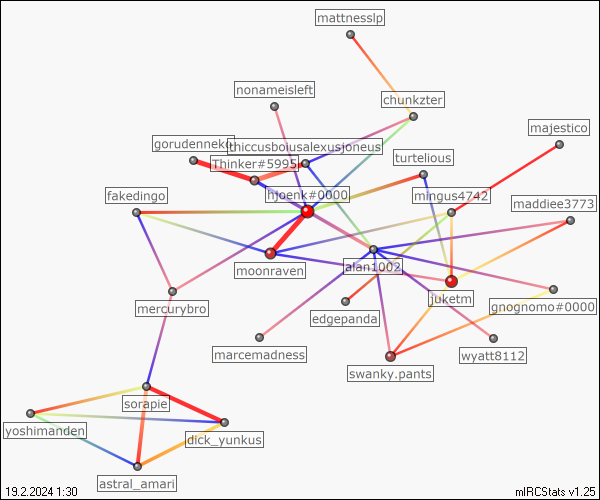 mattnesslp
nonameisleft
chunkzter
majestico
gorudenneko
thiccusboiusalexusjoneus
Thinker#5995
turtelious
fakedingo
hjoenk#0000
mingus4742
maddiee3773
moonraven
alan1002
juketm
gnognomo#0000
mercurybro
edgepanda
marcemadness
wyatt8112
swanky.pants
sorapie
yoshimanden
dick_yunkus
astral_amari
19.2.2024 1:30
mIRCStats v1.25